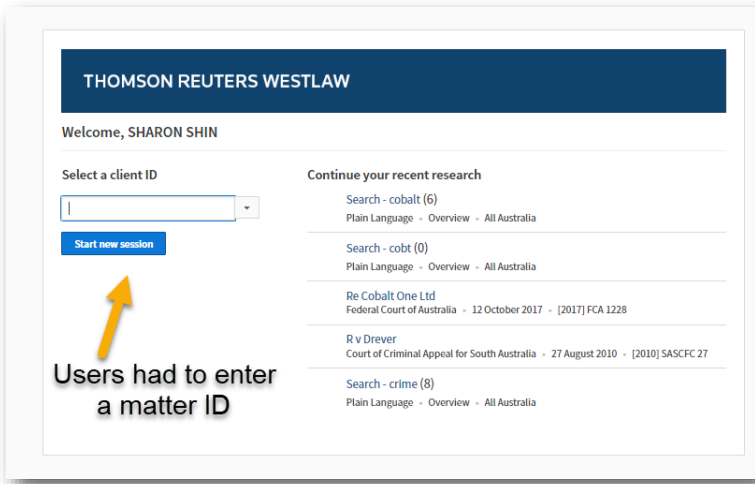 THOMSON REUTERS WESTLAW
Welcome, SHARON SHIN
Select a client ID
Start new session
Users had to enter
a matter ID
Continue your recent research
Search - cobalt (6)
Plain Language • Overview • All Australia
Search - cobt (0)
Plain Language • Overview • All Australia
Re Cobalt One Ltd
Federal Court of Australia • 12 October 2017 • [2017] FCA 1228
R v Drever
Court of Criminal Appeal for South Australia • 27 August 2010 • [2010] SASCFC 27
Search - crime (8)
Plain Language • Overview • All Australia